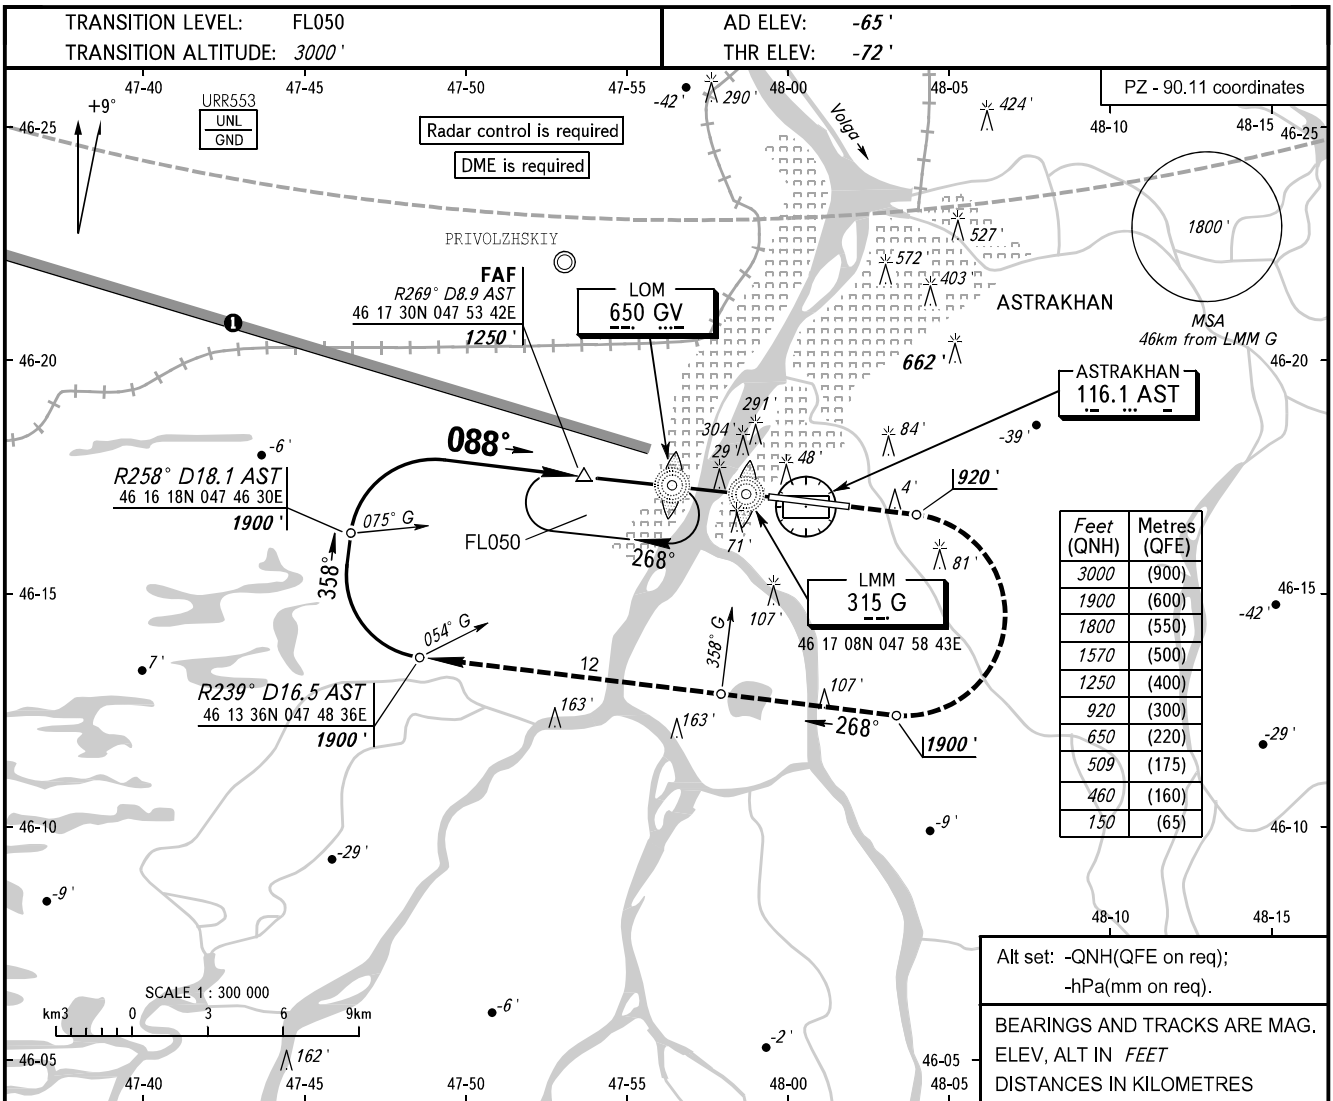 TRANSITION LEVEL: FL050
TRANSITION ALTITUDE: 3000'
AD ELEV: -65'
THR ELEV: -72'
47-40
47-45
47-50
47-55
48-00
48-05
PZ - 90.11 coordinates
+9°
URR553
UNL
GND
-42'
290'
424'
46-25
48-10
48-15
46-25
Radar control is required
DME is required
Volga
1800'
527'
PRIVOLZHSKIY
572'
403'
FAF
R269° D8.9 AST
46 17 30N 047 53 42E
1250'
LOM
650 GV
ASTRAKHAN
1
MSA
46km from LMM G
46-20
46-20
662'
ASTRAKHAN
116.1 AST
291'
304'
29'
84'
-39'
088°
-6'
48'
R258° D18.1 AST
46 16 18N 047 46 30E
1900'
920'
4'
075° G
FL050
268°
71'
81'
358°
Feet (QNH) Metres (QFE)
3000 (900)
1900 (600)
1800 (550)
1570 (500)
1250 (400)
920 (300)
650 (220)
509 (175)
460 (160)
150 (65)
LMM
315 G
46 17 08N 047 58 43E
46-15
46-15
-42'
107'
054° G
358° G
7'
12
R239° D16.5 AST
46 13 36N 047 48 36E
1900'
107'
163'
163'
268°
1900'
-29'
46-10
46-10
-9'
-29'
-9'
48-10
48-15
Alt set: -QNH(QFE on req);
-hPa(mm on req).
SCALE 1 : 300 000
km3 0 3 6 9km
-6'
-2'
BEARINGS AND TRACKS ARE MAG.
ELEV, ALT IN FEET
DISTANCES IN KILOMETRES
162'
46-05
46-05
47-40
47-45
47-50
47-55
48-00
48-05